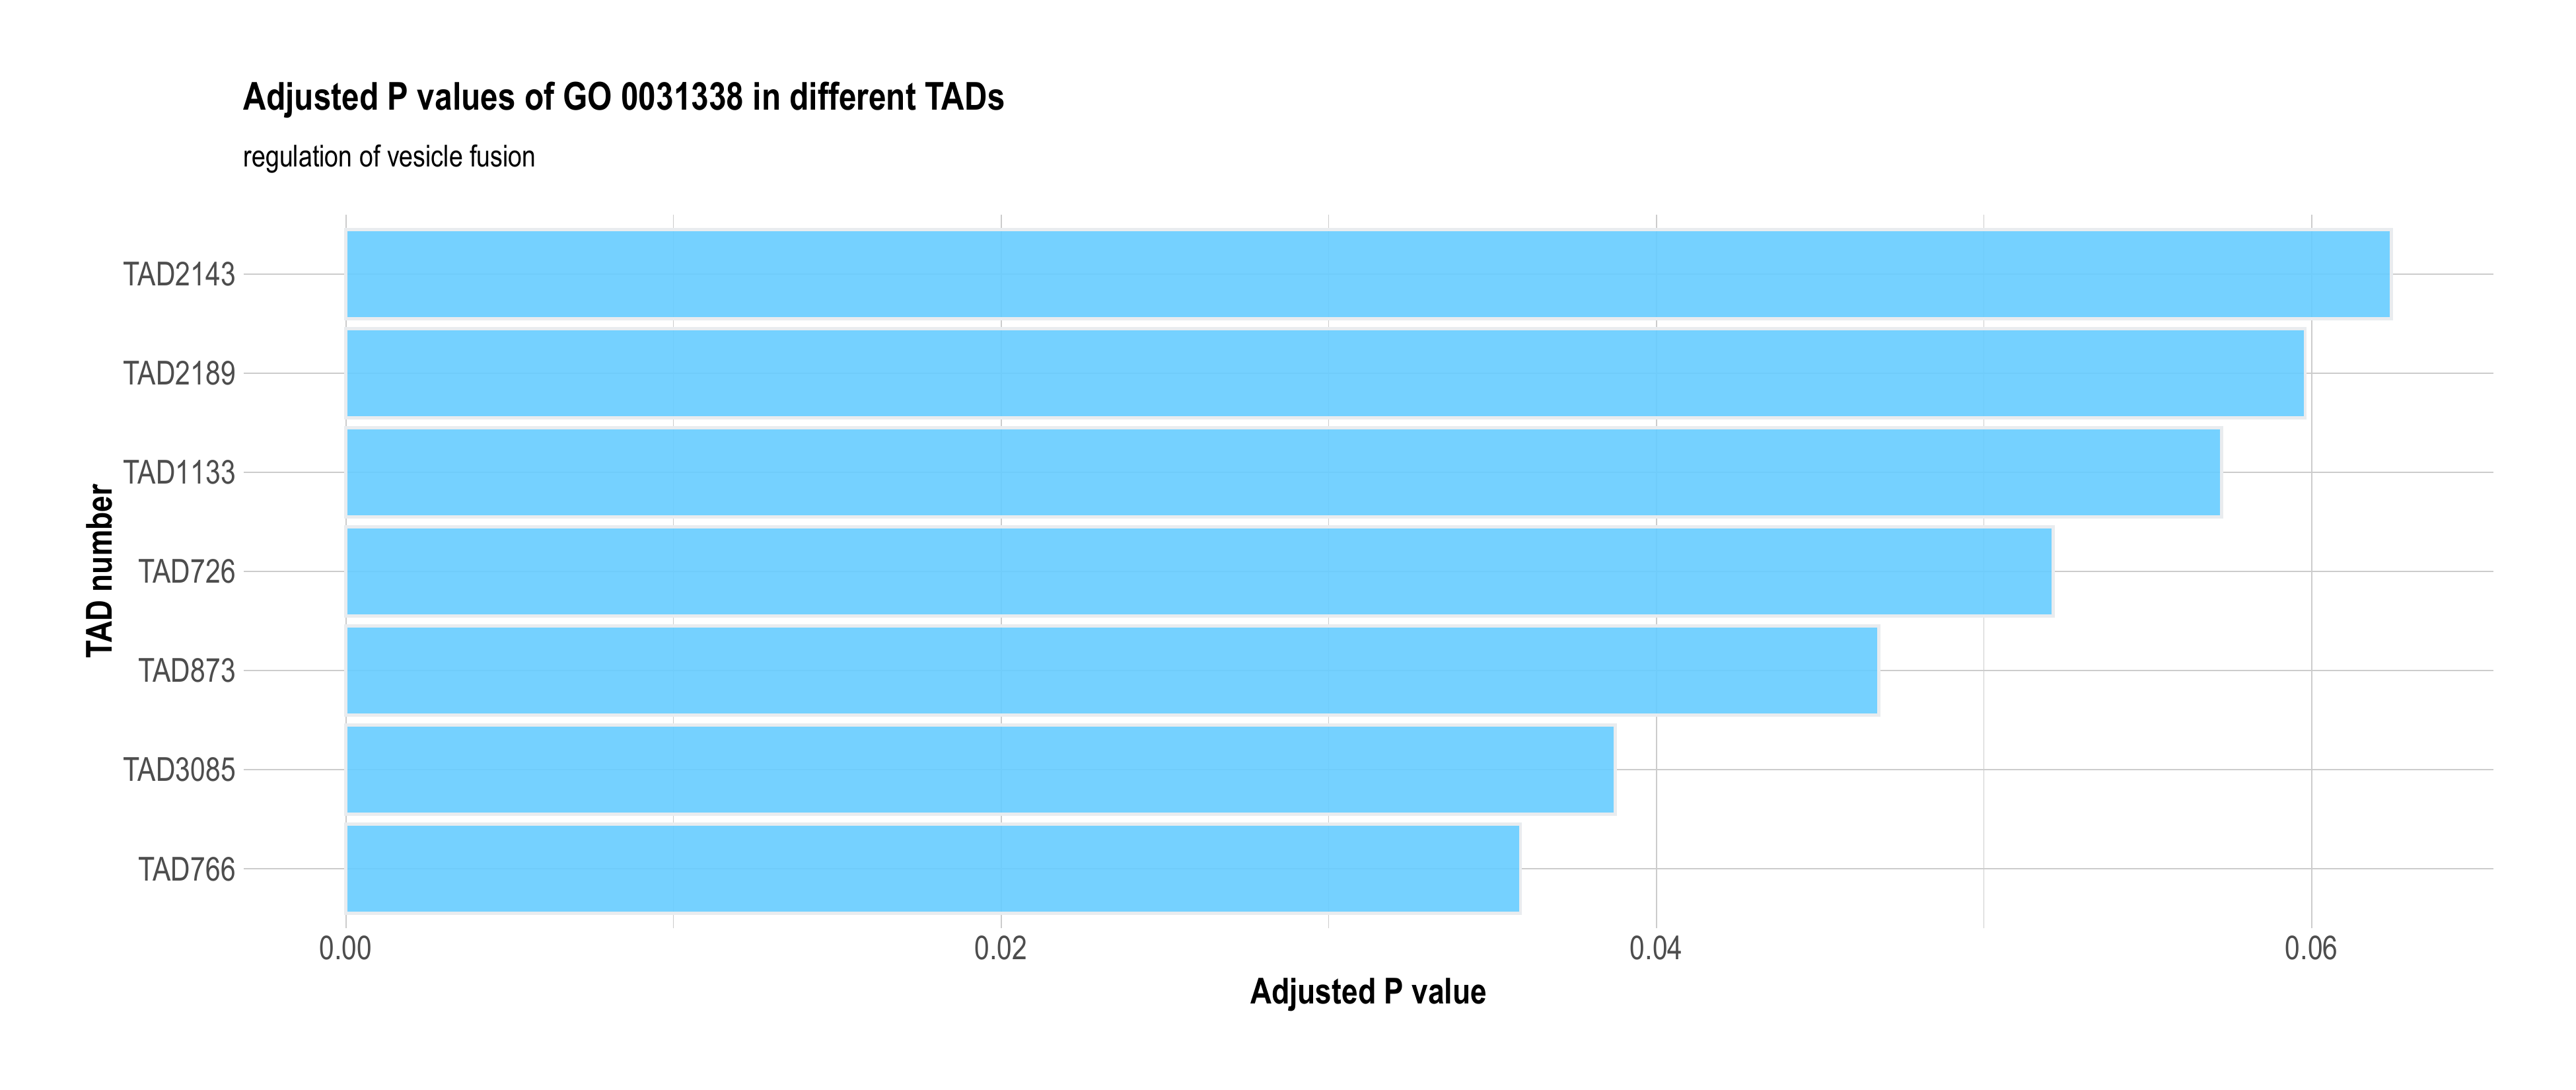 Adjusted P values of GO 0031338 in different TADs
regulation of vesicle fusion
TAD number
TAD2143
TAD2189
TAD1133
TAD726
TAD873
TAD3085
TAD766
0.00 0.02 0.04 0.06
Adjusted P value